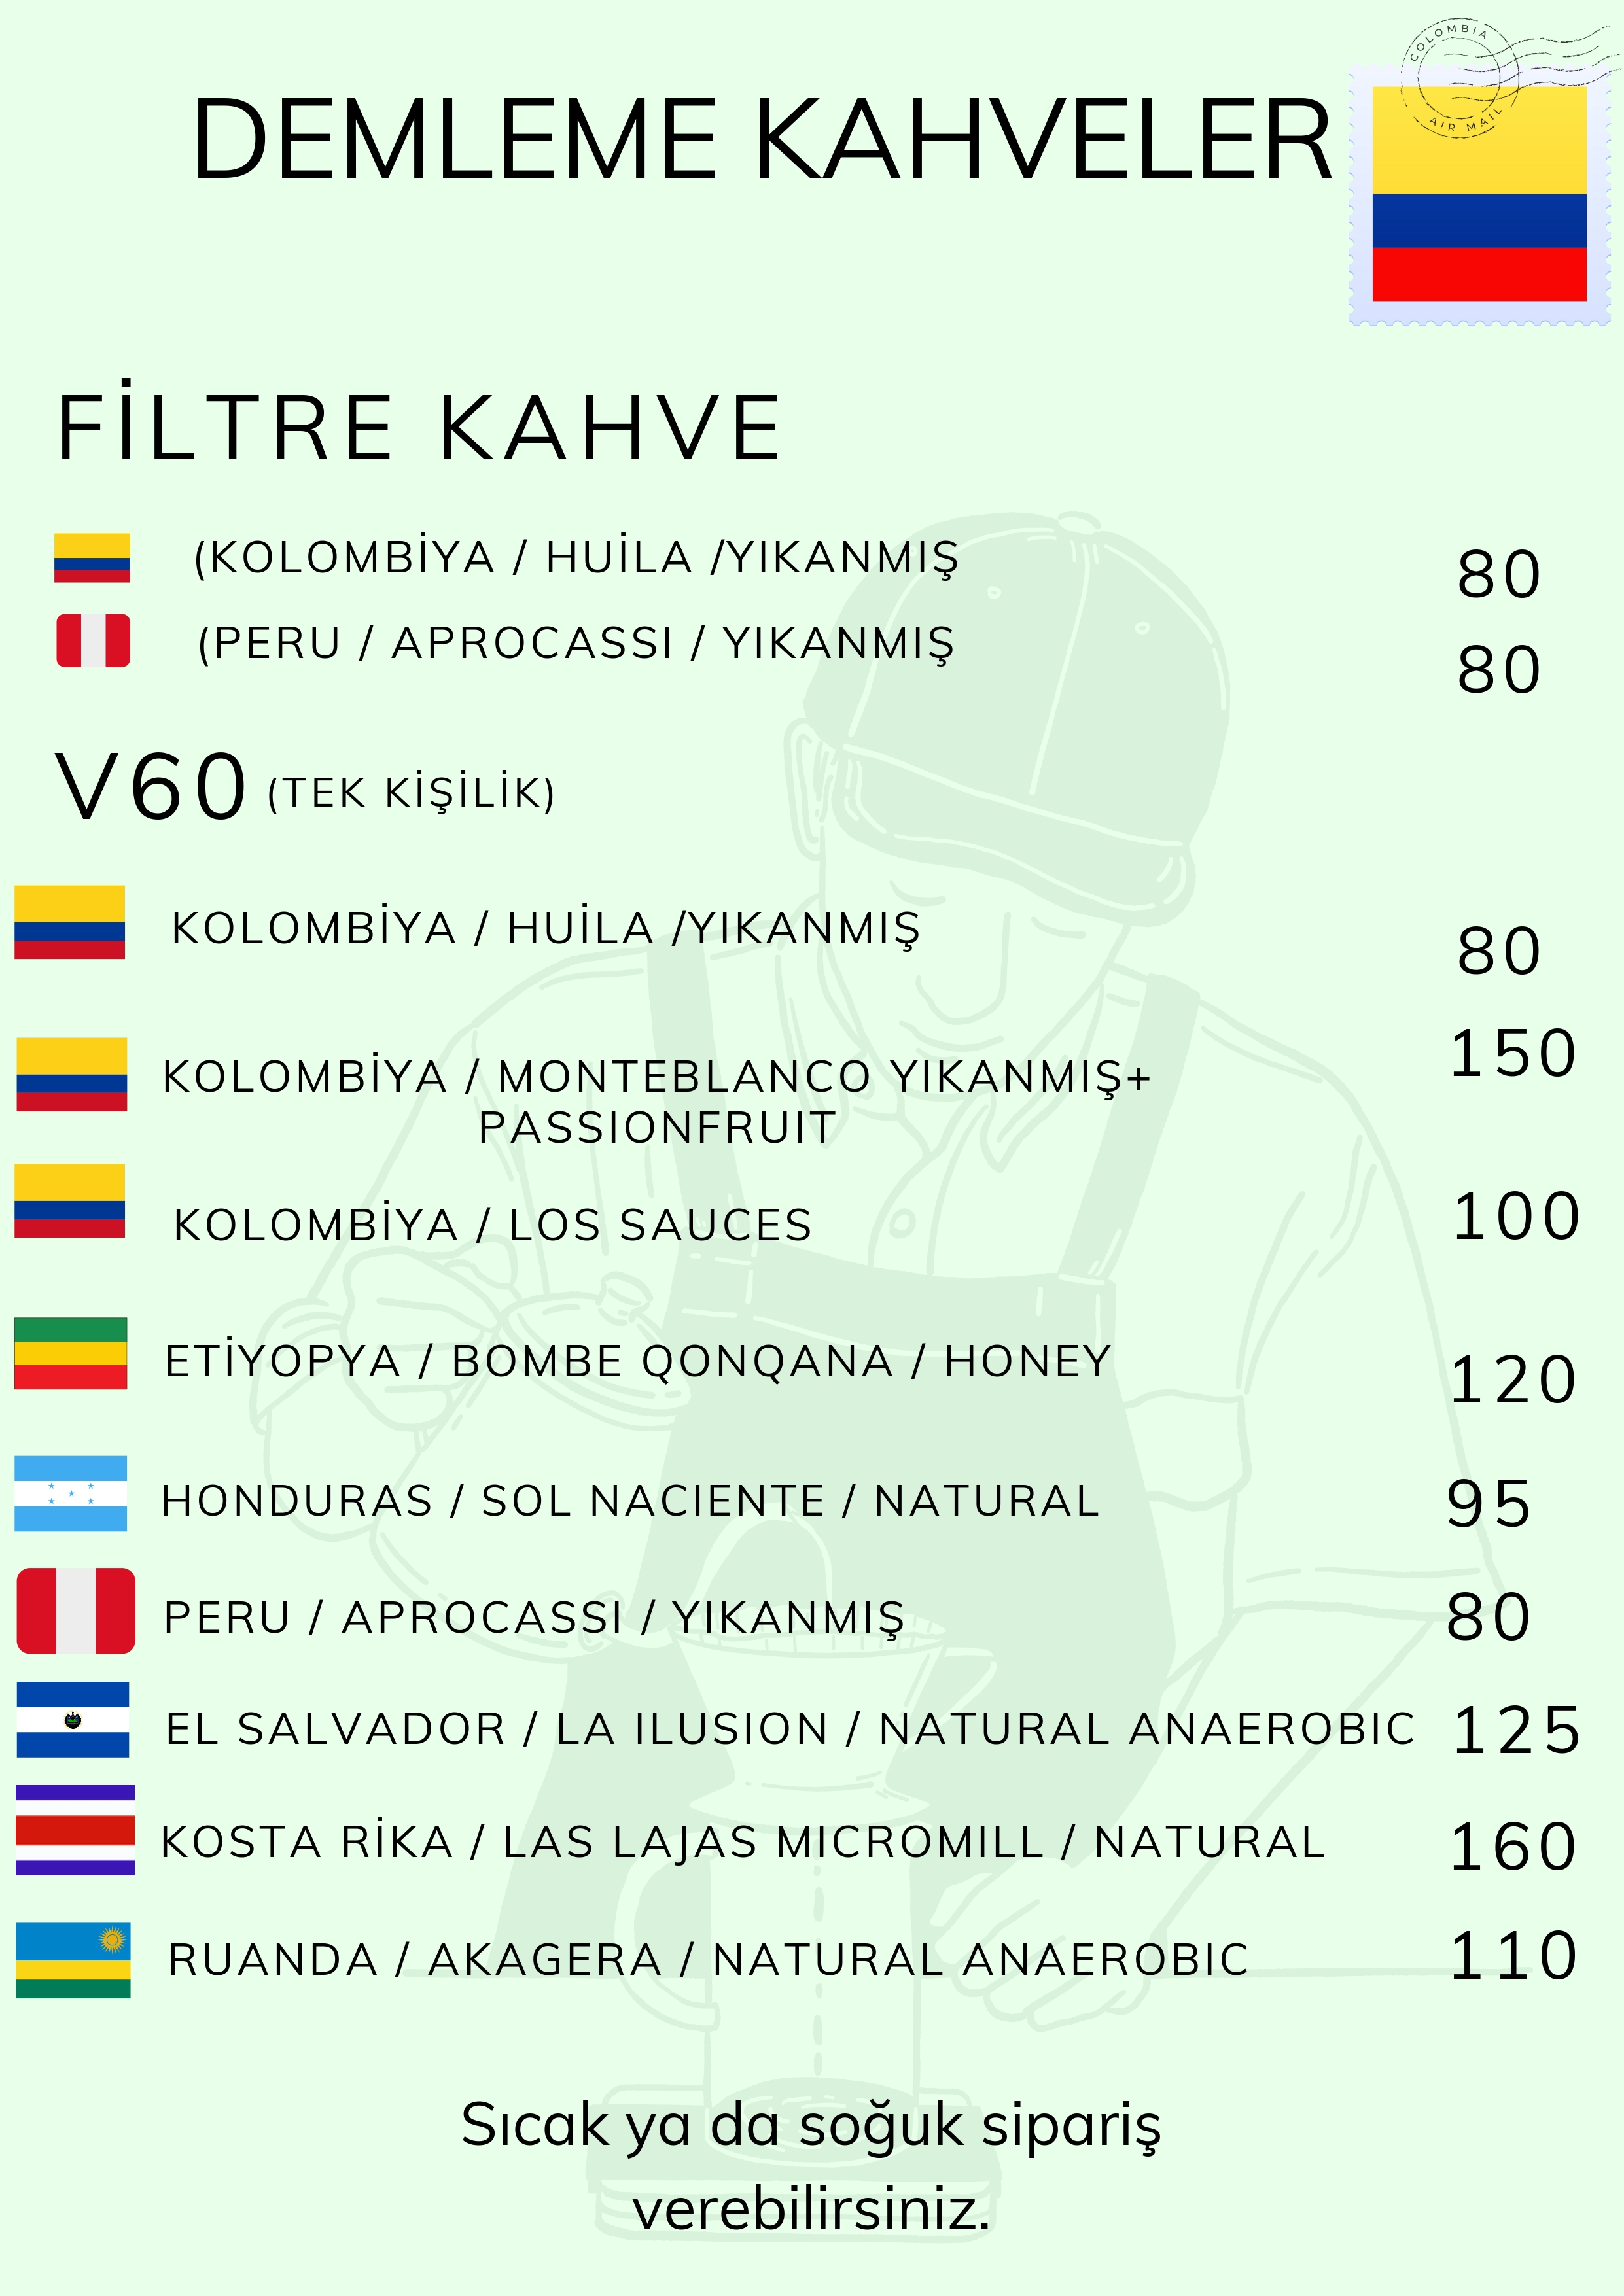 COLOMBIA
AIR MAIL
DEMLEME KAHVELER
FİLTRE KAHVE
(KOLOMBİYA / HUİLA /YIKANMIŞ 80
(PERU / APROCASSI / YIKANMIŞ 80
V60 (TEK KİŞİLİK)
KOLOMBİYA / HUİLA /YIKANMIŞ 80
KOLOMBİYA / MONTEBLANCO YIKANMIŞ+ 150
PASSIONFRUIT
KOLOMBİYA / LOS SAUCES 100
ETİYOPYA / BOMBE QONQANA / HONEY 120
HONDURAS / SOL NACIENTE / NATURAL 95
PERU / APROCASSI / YIKANMIŞ 80
EL SALVADOR / LA ILUSION / NATURAL ANAEROBIC 125
KOSTA RİKA / LAS LAJAS MICROMILL / NATURAL 160
RUANDA / AKAGERA / NATURAL ANAEROBIC 110
Sıcak ya da soğuk sipariş
verebilirsiniz.